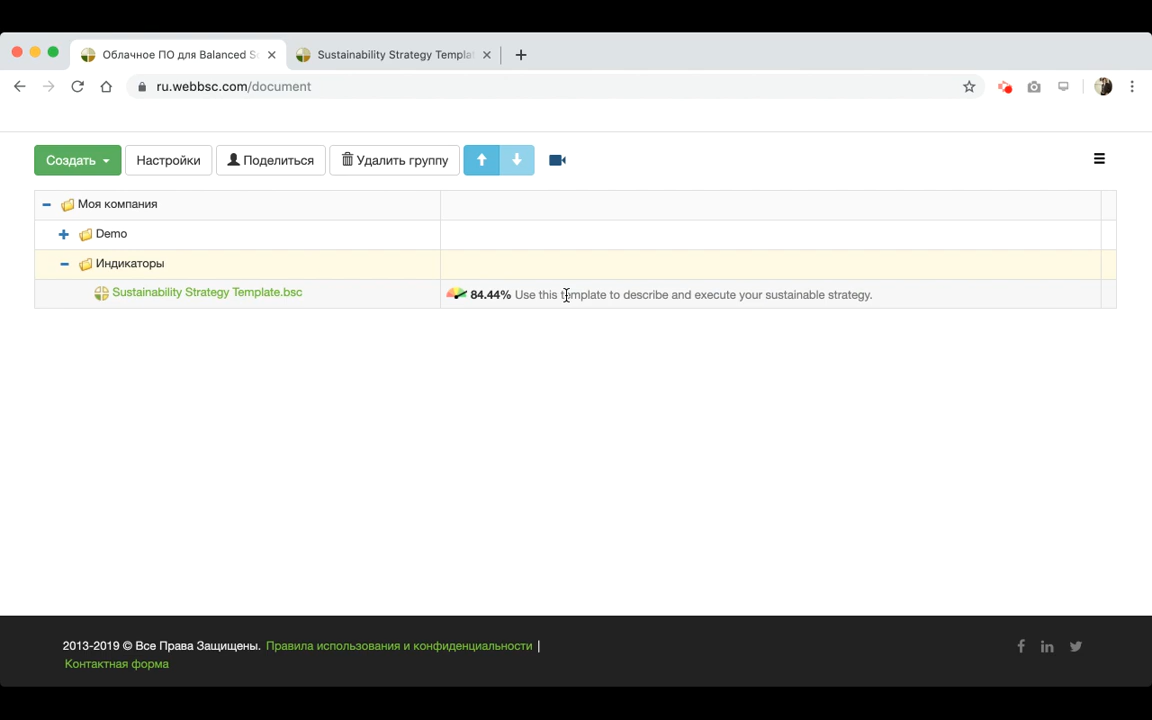 Облачное ПО для Balanced S
Sustainability Strategy Templat
ru.webbsc.com/document
Создать
Настройки
Поделиться
Удалить группу
Моя компания
Demo
Индикаторы
Sustainability Strategy Template.bsc
84.44% Use this template to describe and execute your sustainable strategy.
2013-2019 © Все Права Защищены. Правила использования и конфиденциальности |
Контактная форма